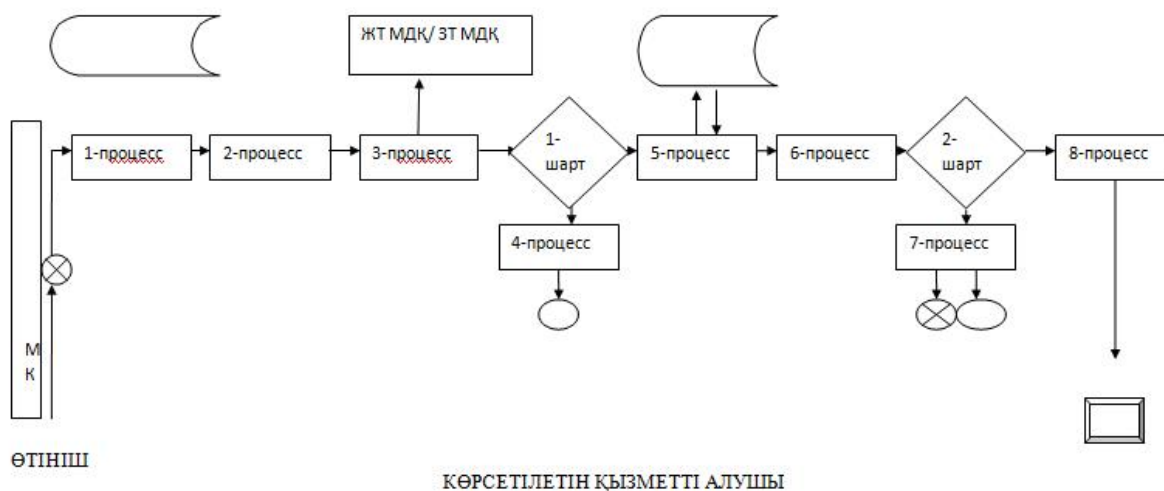 ЖТ МДҚ/ ЗТ МДҚ
1-процесс
2-процесс
3-процесс
1-
шарт
5-процесс
6-процесс
2-
шарт
8-процесс
4-процесс
7-процесс
М
К
ӨТІНІШ
КӨРСЕТІЛЕТІН ҚЫЗМЕТТІ АЛУШЫ